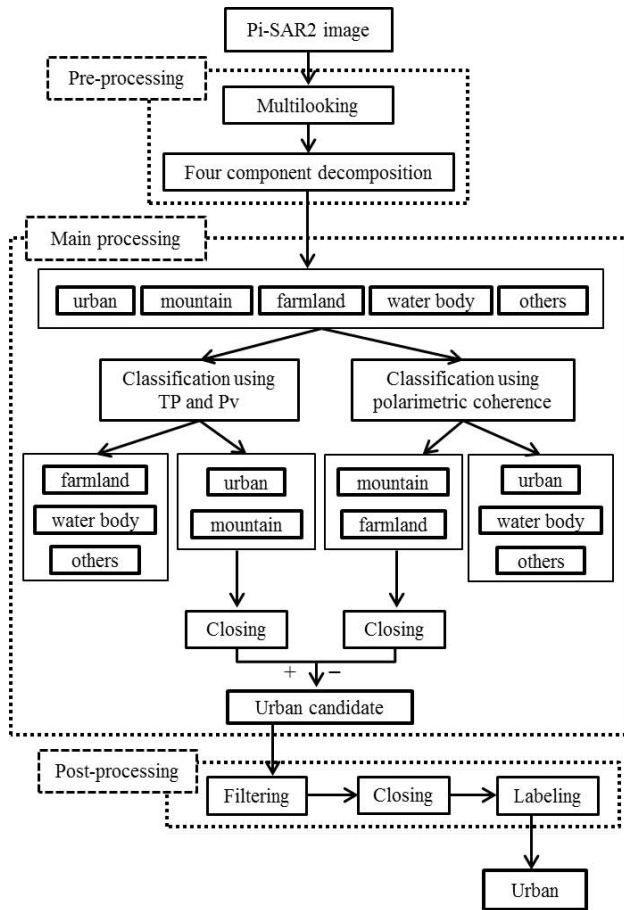 Pi-SAR2 image
Pre-processing
Multilooking
Four component decomposition
Main processing
urban
mountain
farmland
water body
others
Classification using
TP and Pv
Classification using
polarimetric coherence
farmland
water body
others
urban
mountain
mountain
farmland
urban
water body
others
Closing
Closing
+
−
Urban candidate
Post-processing
Filtering
Closing
Labeling
Urban